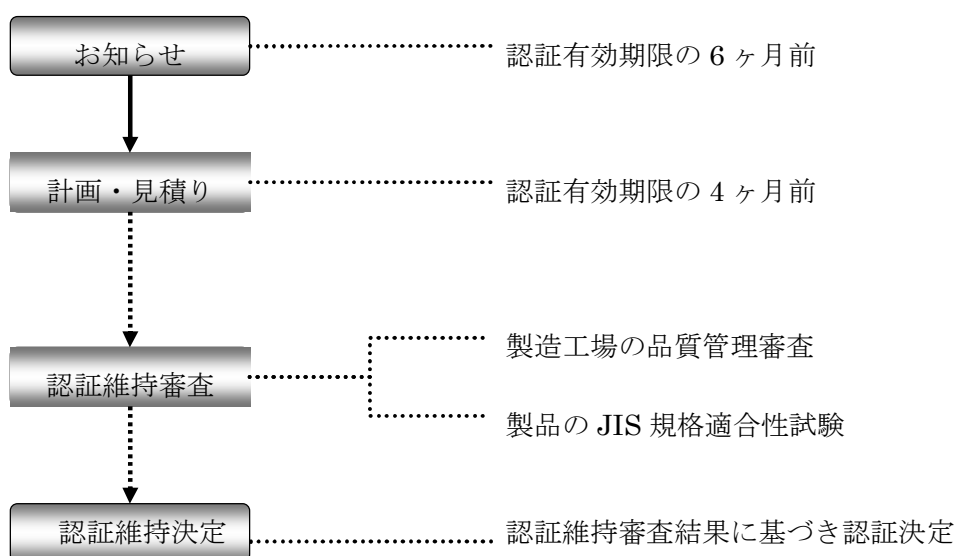 お知らせ
認証有効期限の 6 ヶ月前
計画・見積り
認証有効期限の 4 ヶ月前
製造工場の品質管理審査
認証維持審査
製品の JIS 規格適合性試験
認証維持決定
認証維持審査結果に基づき認証決定